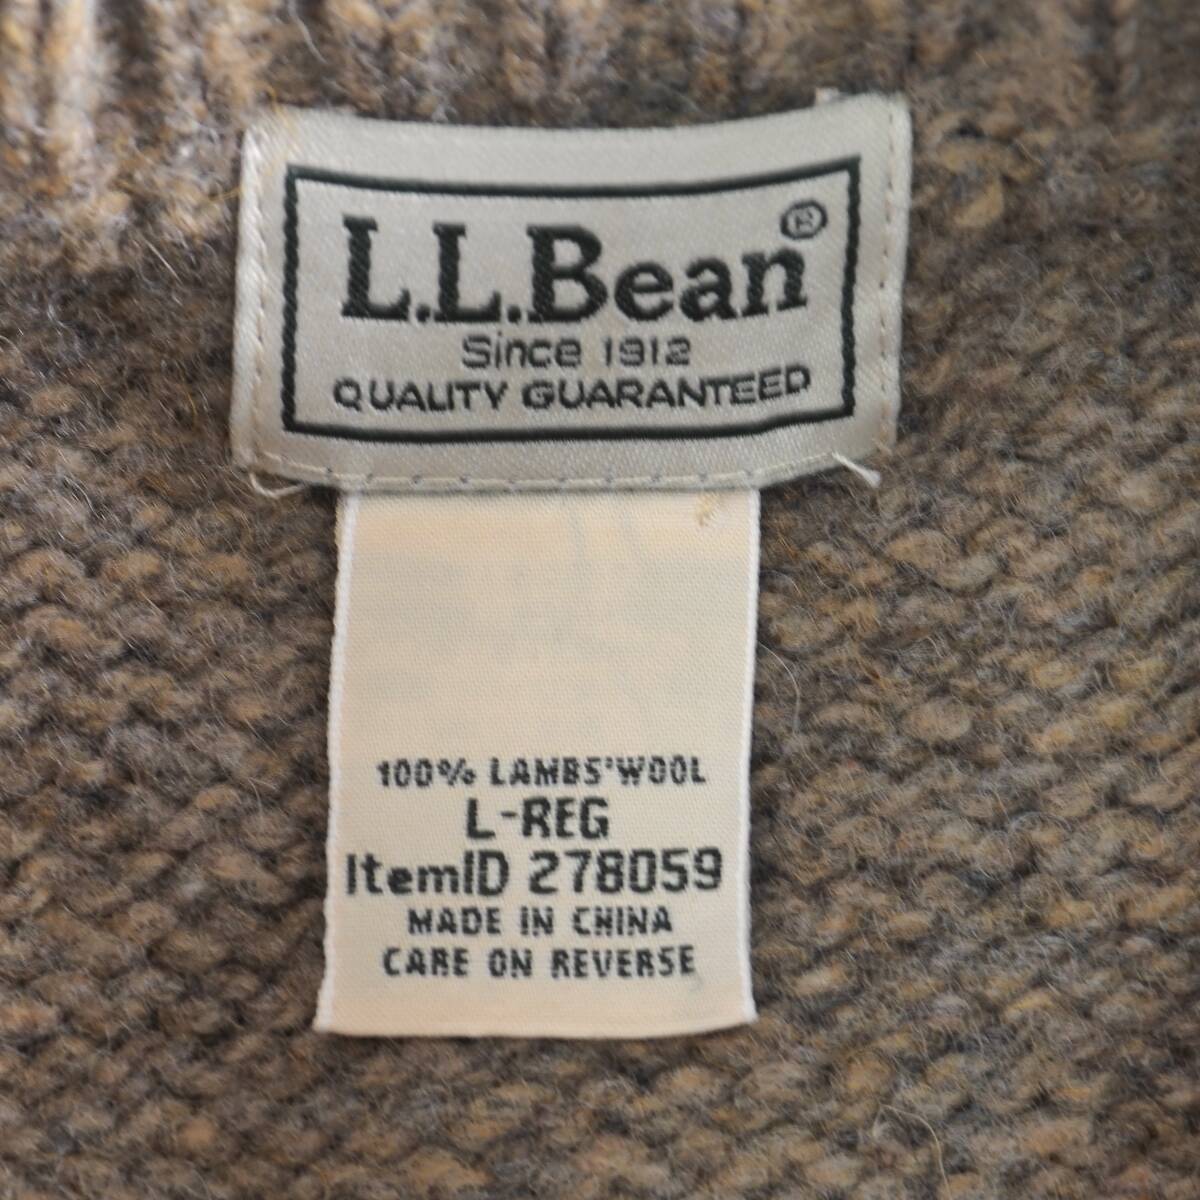 L.L.Bean®
Since 1912
QUALITY GUARANTEED
100% LAMBS'WOOL
L-REG
ItemID 278059
MADE IN CHINA
CARE ON REVERSE